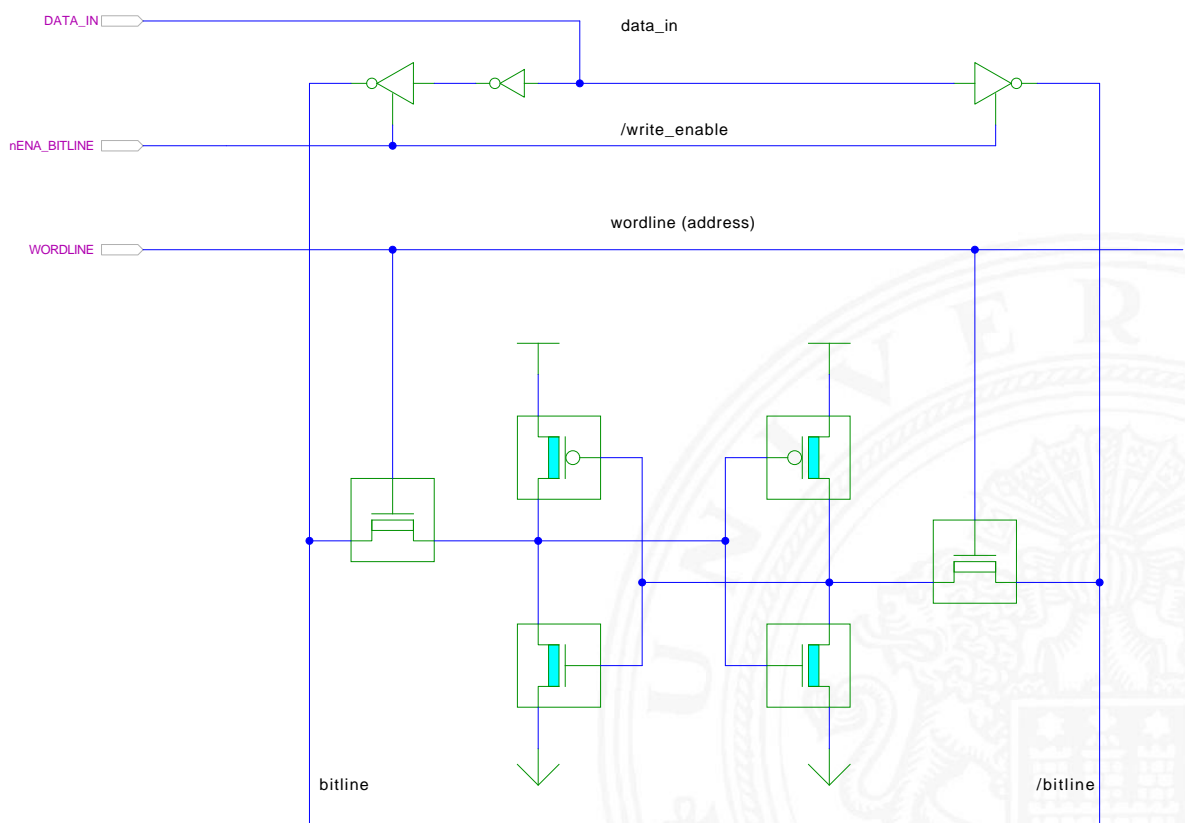 DATA_IN
data_in
/write_enable
nENA_BITLINE
wordline (address)
WORDLINE
U N I V E R
bitline
/bitline